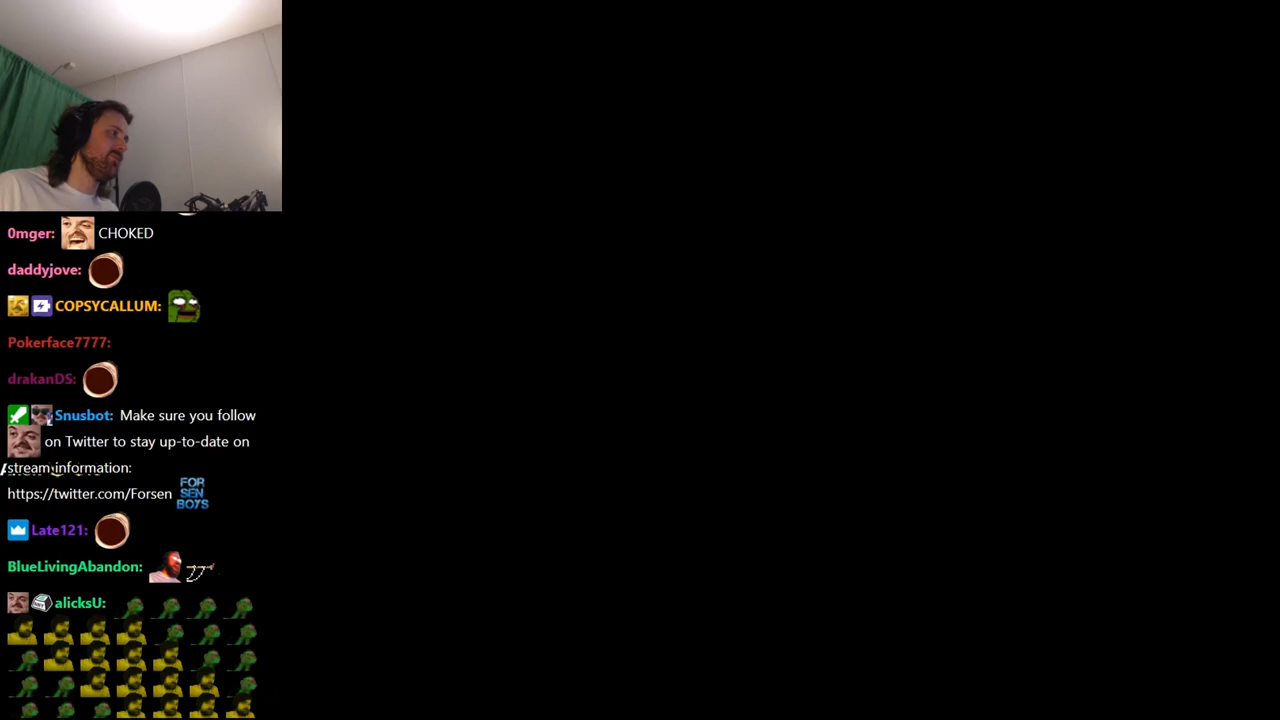 0mger: CHOKED
daddyjove:
COPSYCALLUM:
Pokerface7777:
drakanDS:
Snusbot: Make sure you follow
on Twitter to stay up-to-date on
stream information:
https://twitter.com/Forsen FOR
SEN
BOYS
Late121:
BlueLivingAbandon:
alicksU: